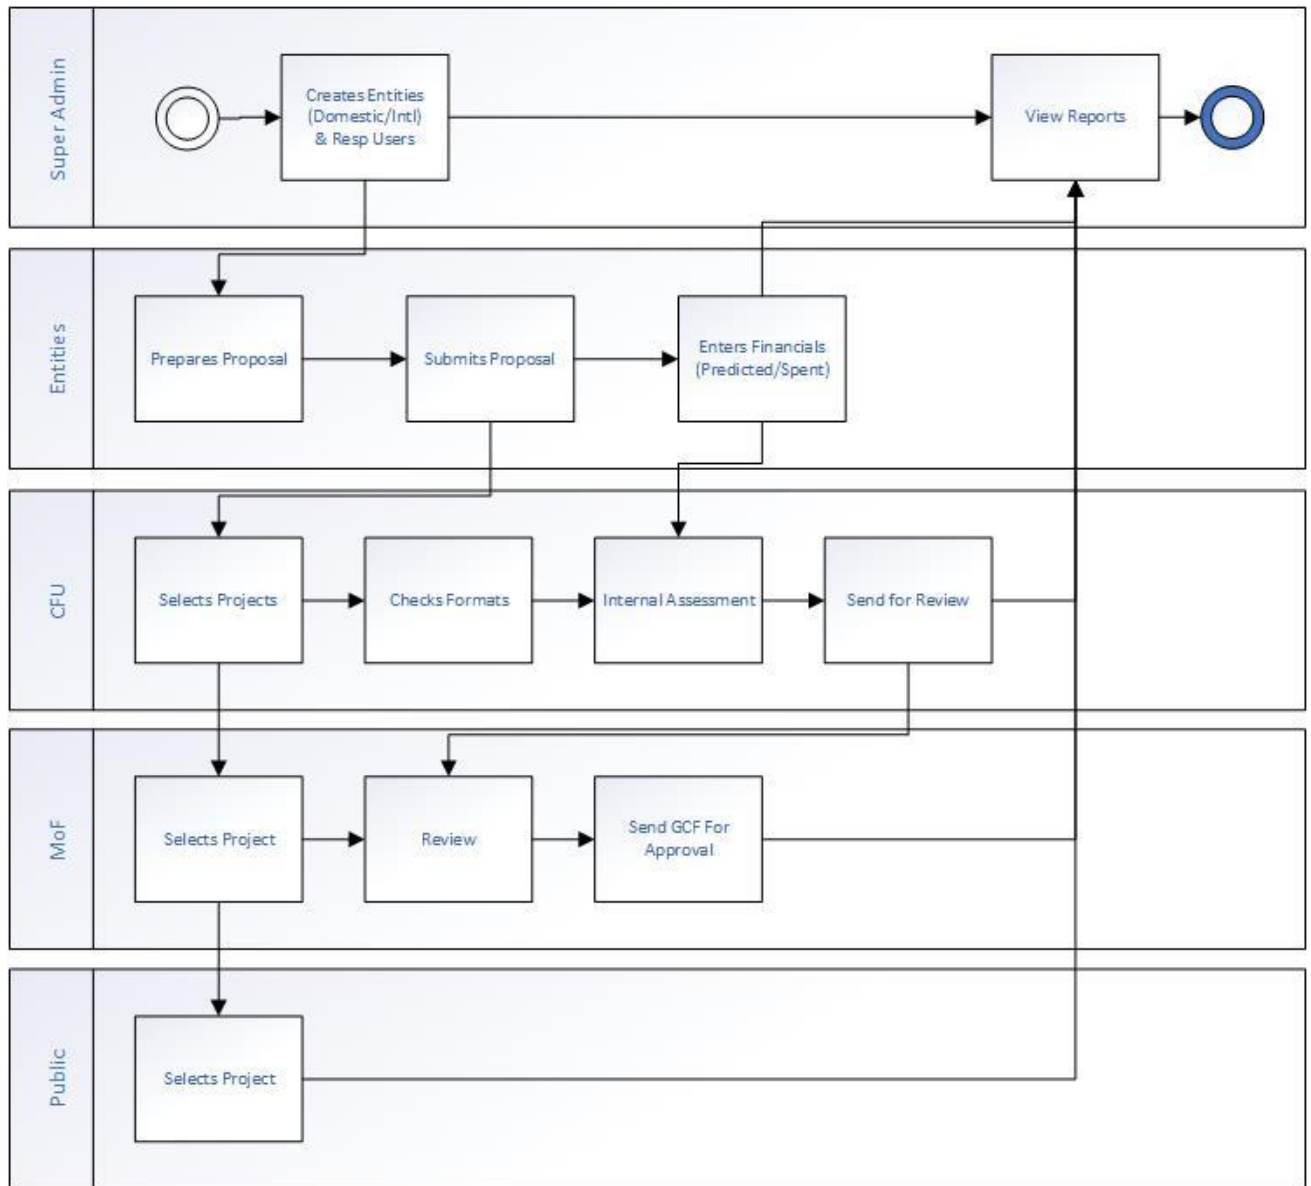 Super Admin
Creates Entities
(Domestic/Intl)
& Resp Users
View Reports
Entities
Prepares Proposal
Submits Proposal
Enters Financials
(Predicted/Spent)
CFU
Selects Projects
Checks Formats
Internal Assessment
Send for Review
MoF
Selects Project
Review
Send GCF For
Approval
Public
Selects Project